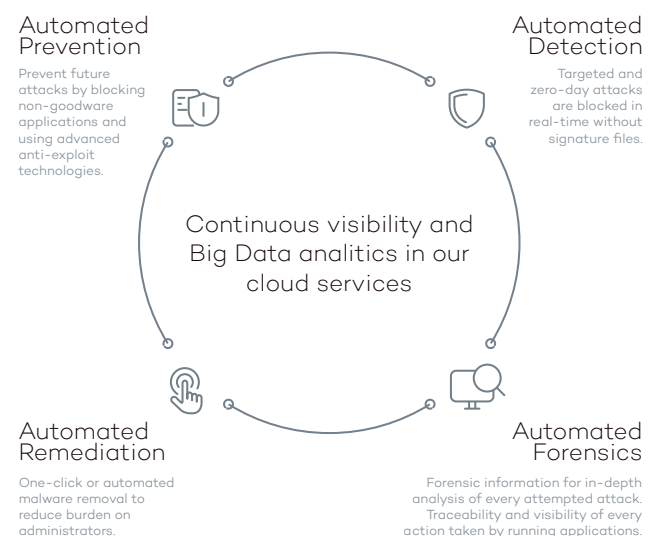 Automated
Prevention
Prevent future
attacks by blocking
non-goodware
applications and
using advanced
anti-exploit
technologies.
Automated
Detection
Targeted and
zero-day attacks
are blocked in
real-time without
signature files.
Continuous visibility and
Big Data analitics in our
cloud services
Automated
Remediation
One-click or automated
malware removal to
reduce burden on
administrators.
Automated
Forensics
Forensic information for in-depth
analysis of every attempted attack.
Traceability and visibility of every
action taken by running applications.